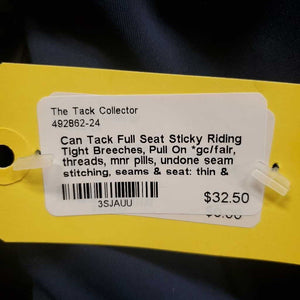 The Tack Collector
492862-24
Can Tack Full Seat Sticky Riding
Tight Breeches, Pull On *gc/fair,
threads, mnr pills, undone seam
stitching, seams & seat: thin &
$32.50
3SJAUU